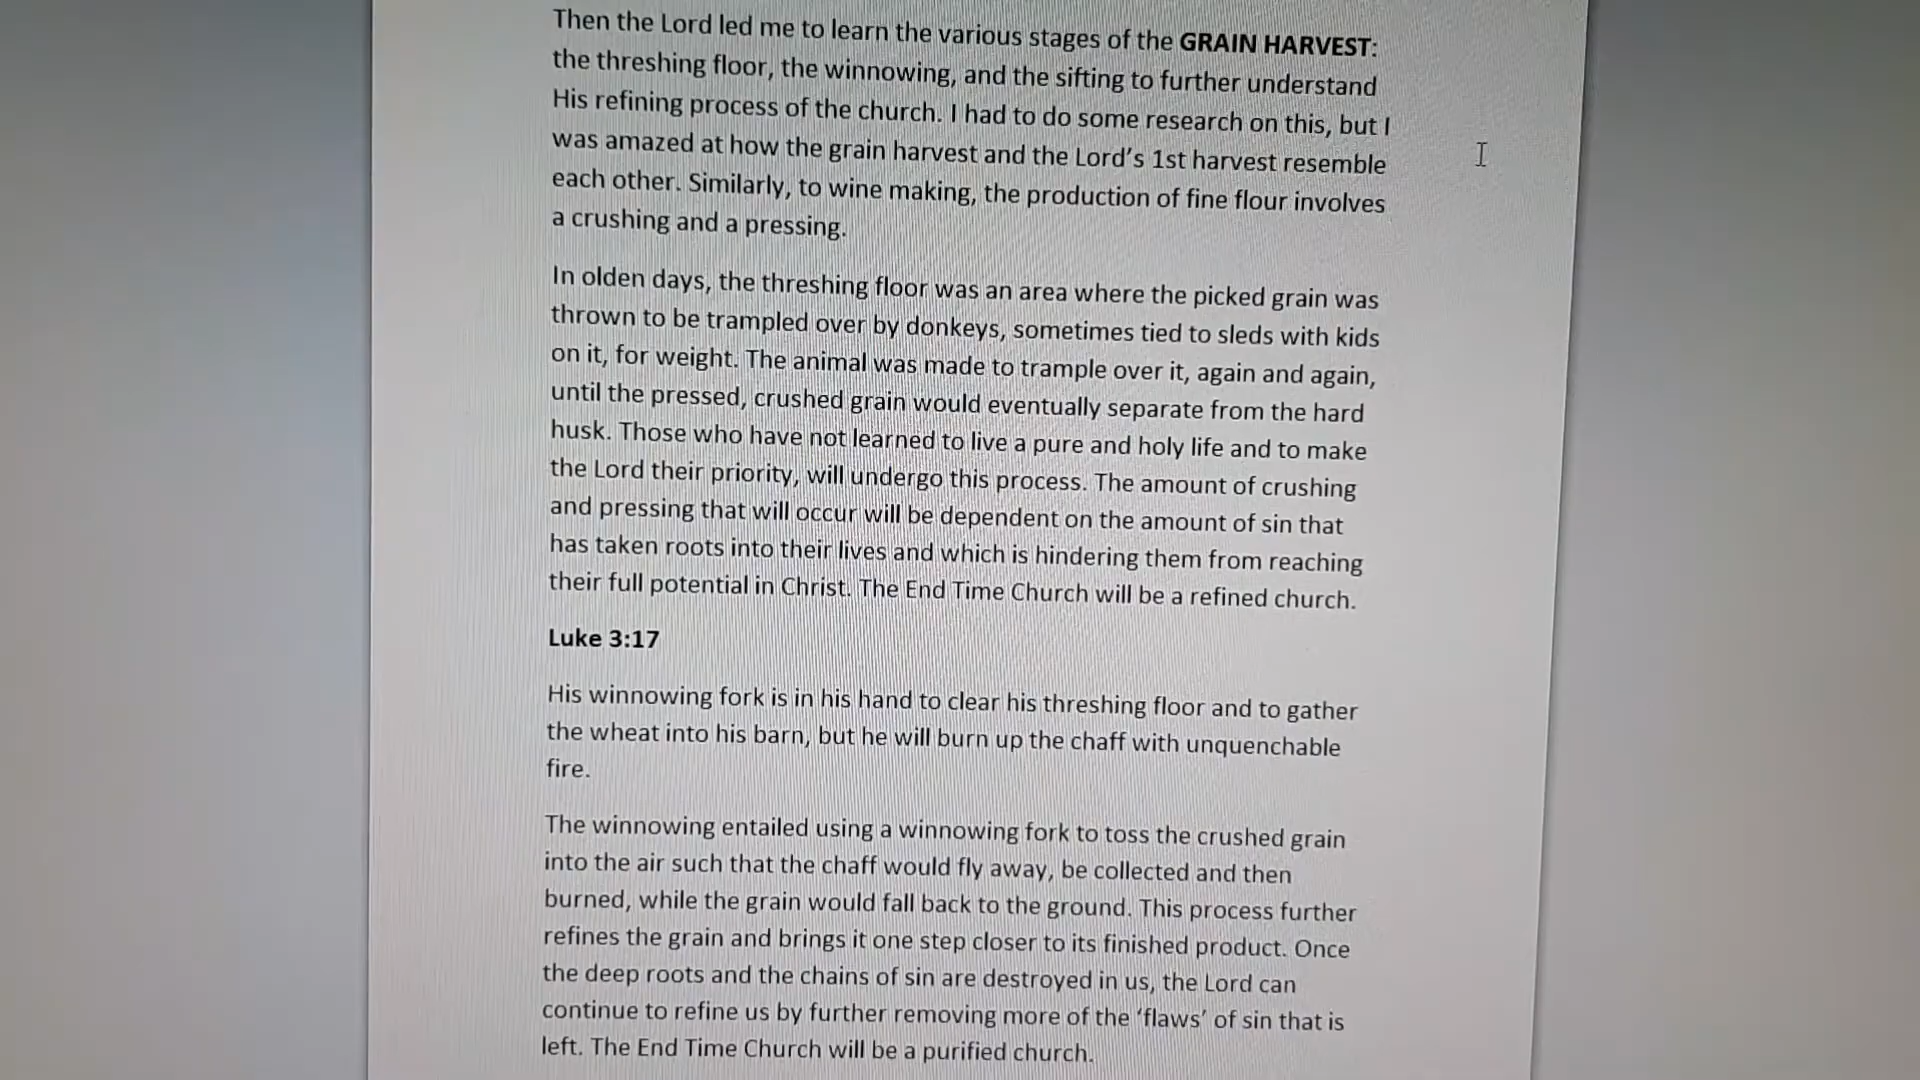 Then the Lord led me to learn the various stages of the GRAIN HARVEST:
the threshing floor, the winnowing, and the sifting to further understand
His refining process of the church. I had to do some research on this, but I
was amazed at how the grain harvest and the Lord’s 1st harvest resemble
each other. Similarly, to wine making, the production of fine flour involves
a crushing and a pressing.
In olden days, the threshing floor was an area where the picked grain was
thrown to be trampled over by donkeys, sometimes tied to sleds with kids
on it, for weight. The animal was made to trample over it, again and again,
until the pressed, crushed grain would eventually separate from the hard
husk. Those who have not learned to live a pure and holy life and to make
the Lord their priority, will undergo this process. The amount of crushing
and pressing that will occur will be dependent on the amount of sin that
has taken roots into their lives and which is hindering them from reaching
their full potential in Christ. The End Time Church will be a refined church.
Luke 3:17
His winnowing fork is in his hand to clear his threshing floor and to gather
the wheat into his barn, but he will burn up the chaff with unquenchable
fire.
The winnowing entailed using a winnowing fork to toss the crushed grain
into the air such that the chaff would fly away, be collected and then
burned, while the grain would fall back to the ground. This process further
refines the grain and brings it one step closer to its finished product. Once
the deep roots and the chains of sin are destroyed in us, the Lord can
continue to refine us by further removing more of the ‘flaws’ of sin that is
left. The End Time Church will be a purified church.